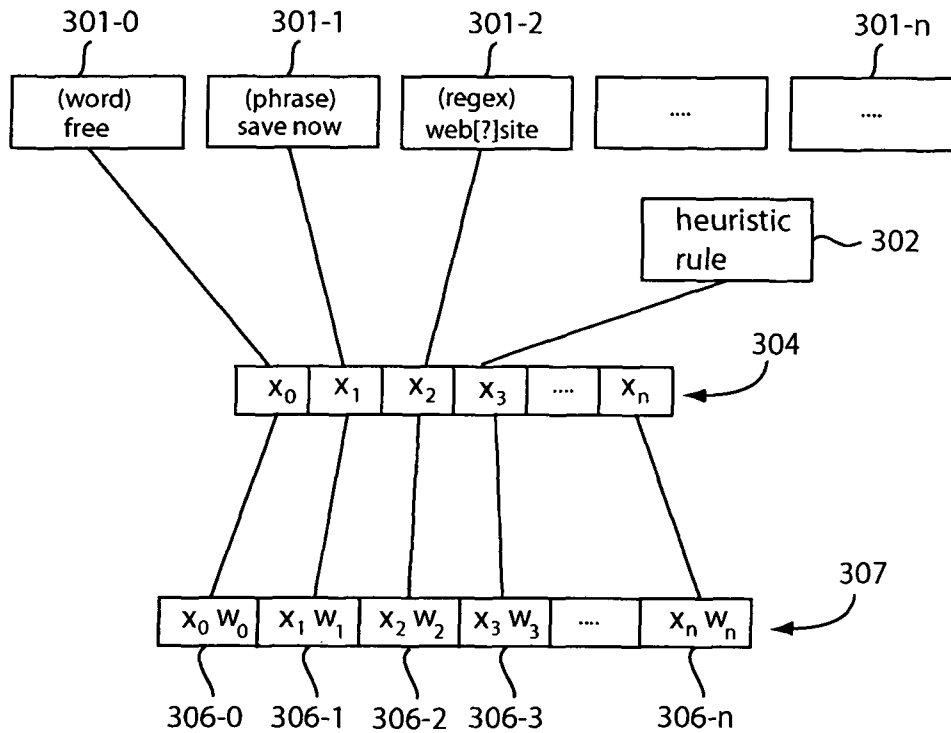 301-0 301-1 301-2 301-n
(word) (phrase) (regex)
free save now web[?]site .... ....
heuristic
rule
302
304
x₀ x₁ x₂ x₃ .... xₙ
307
x₀ w₀ x₁ w₁ x₂ w₂ x₃ w₃ .... xₙ wₙ
306-0 306-1 306-2 306-3 306-n